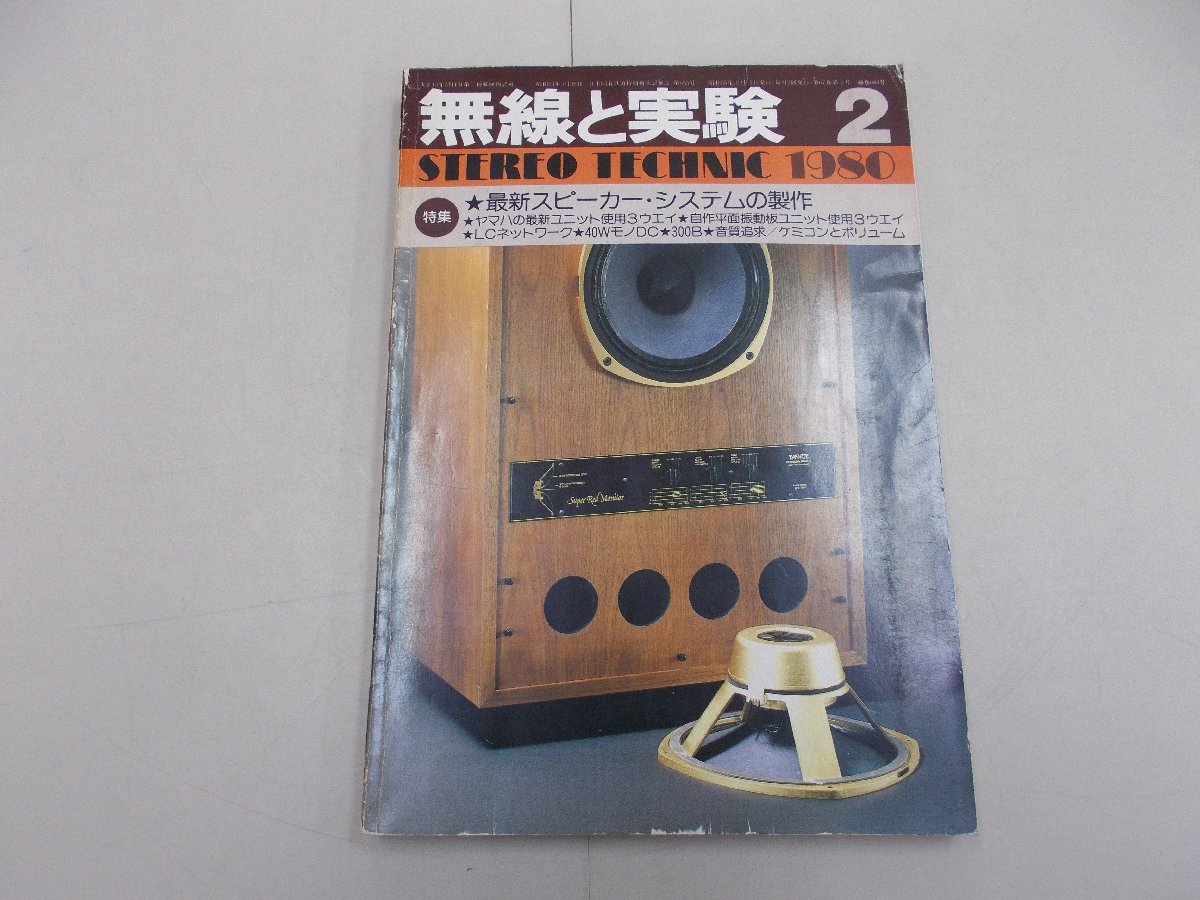 無線と実験 2
STEREO TECHNIC 1980
特集
★最新スピーカー・システムの製作
★ヤマハの最新ユニット使用3ウエイ★自作平面振動板ユニット使用3ウエイ
★LCネットワーク★40WモノDC★300B★音質追求/ケミコンとボリューム
TANNOY
Super Red Monitor